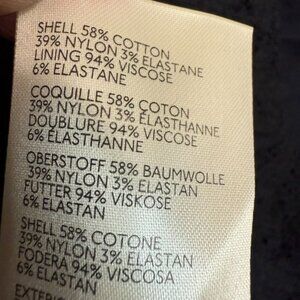 SHELL 58% COTTON
39% NYLON 3% ELASTANE
LINING 94% VISCOSE
6% ELASTANE
COQUILLE 58% COTON
39% NYLON 3% ELASTHANNE
DOUBLURE 94% VISCOSE
6% ELASTHANNE
OBERSTOFF 58% BAUMWOLLE
39% NYLON 3% ELASTAN
FUTTER 94% VISKOSE
6% ELASTAN
SHELL 58% COTONE
39% NYLON 3% ELASTAN
FODERA 94% VISCOSA
6% ELASTAN